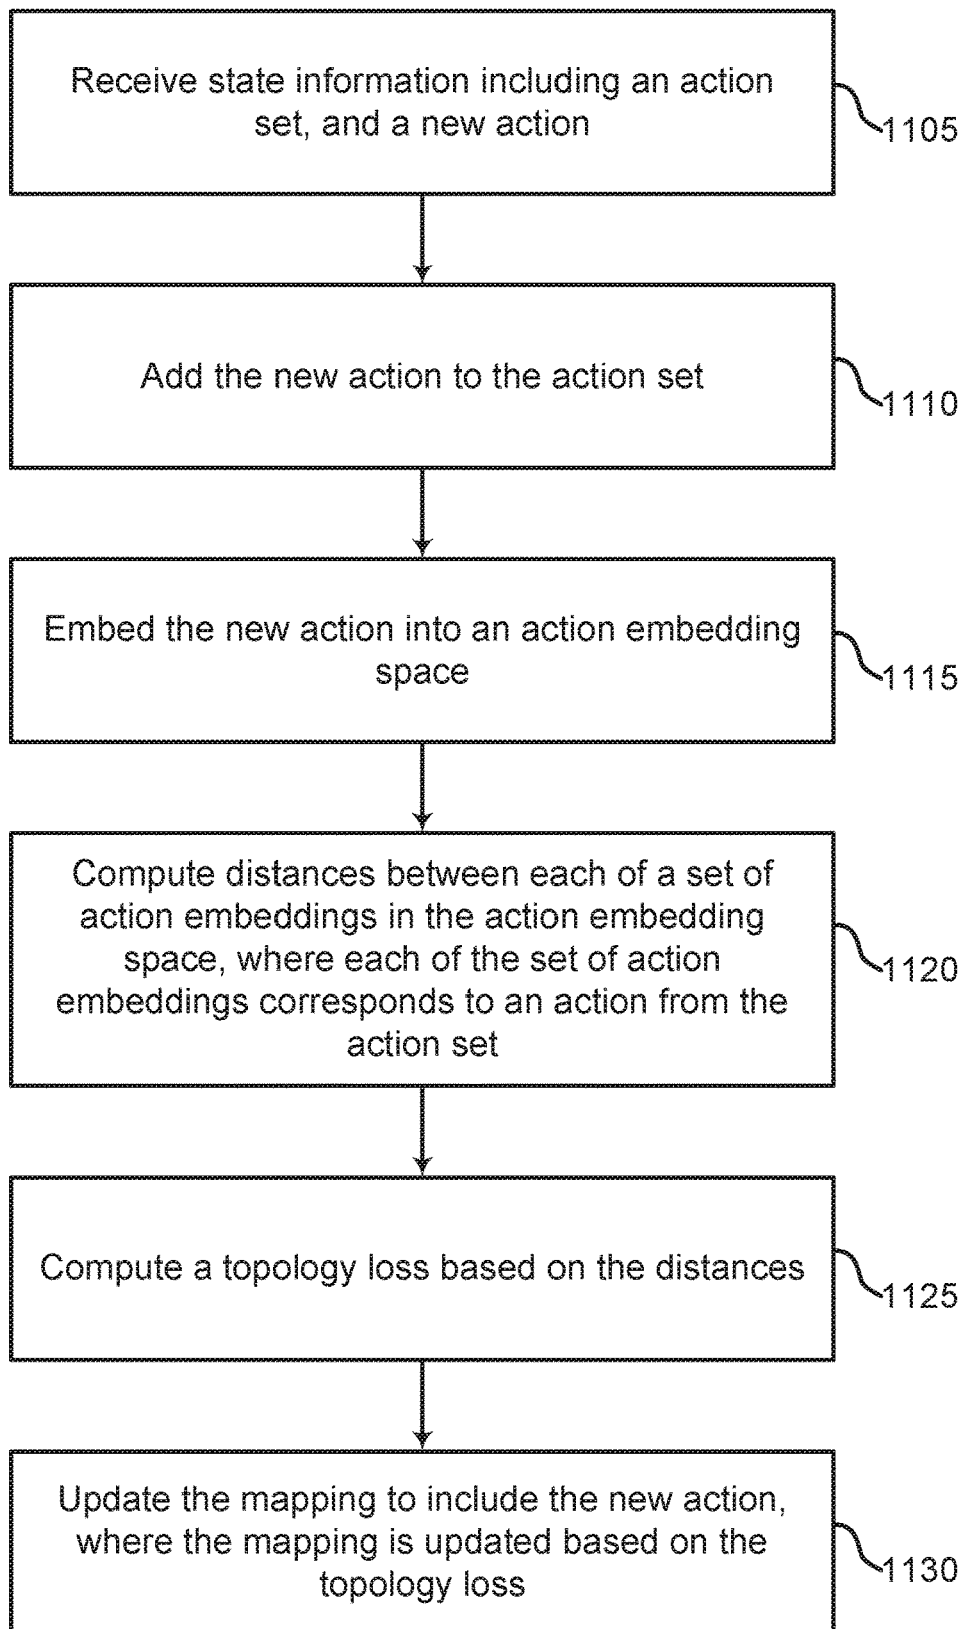 Receive state information including an action
set, and a new action
1105
Add the new action to the action set
1110
Embed the new action into an action embedding
space
1115
Compute distances between each of a set of
action embeddings in the action embedding
space, where each of the set of action
embeddings corresponds to an action from the
action set
1120
Compute a topology loss based on the distances
1125
Update the mapping to include the new action,
where the mapping is updated based on the
topology loss
1130